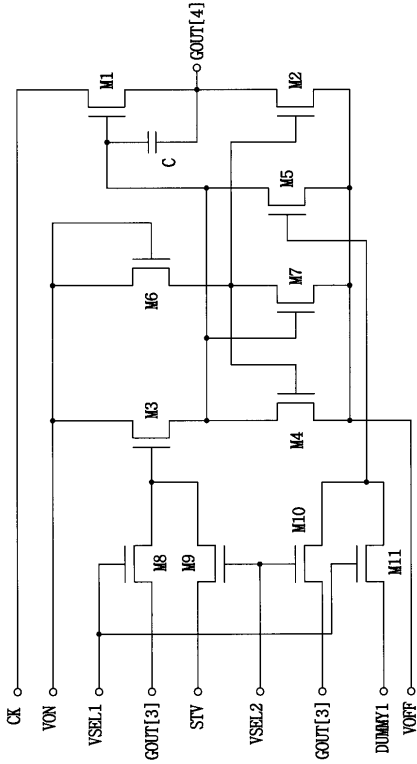 CK
VON
VSEL1
GOUT[3]
STV
VSEL2
GOUT[3]
DUMMY1
VOFF
M8
M9
M10
M11
M3
M4
M6
M7
M5
M1
C
M2
GOUT[4]